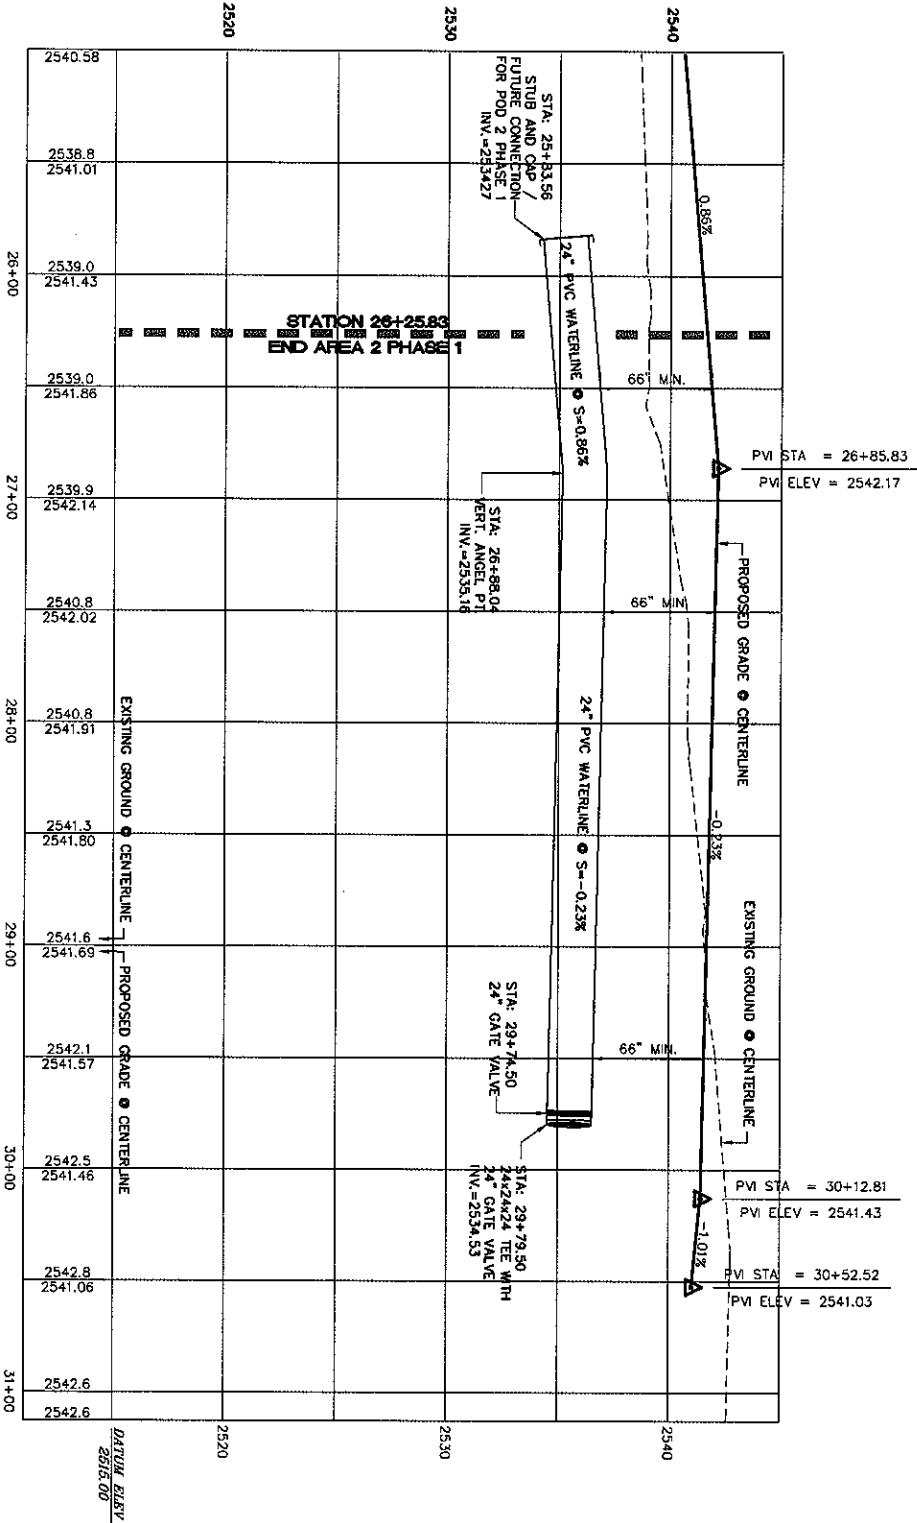 2520
2530
2540
2540.58
2538.8
2541.01
2539.0
2541.43
2539.0
2541.86
2539.9
2542.14
2540.8
2542.02
2540.8
2541.91
2541.3
2541.80
2541.6
2541.69
2542.1
2541.57
2542.5
2541.46
2542.8
2541.06
2542.6
2542.6
26+00
27+00
28+00
29+00
30+00
31+00
STA: 25+83.56
STUB AND CAP /
FUTURE CONNECTION
FOR POD 2 PHASE 1
INV.=253427
0.86%
24" PVC WATERLINE @ S=0.86%
STATION 26+25.83
END AREA 2 PHASE 1
66" MIN.
PVI STA = 26+85.83
PVI ELEV = 2542.17
STA: 26+88.04
VERT. ANGEL PT
INV.=2535.16
PROPOSED GRADE @ CENTERLINE
66" MIN
24" PVC WATERLINE @ S=-0.23%
-0.23%
EXISTING GROUND @ CENTERLINE
PROPOSED GRADE @ CENTERLINE
EXISTING GROUND @ CENTERLINE
66" MIN.
STA: 29+74.50
24" GATE VALVE
STA: 29+79.50
24x24x24 TEE WITH
24" GATE VALVE
INV.=2534.53
PVI STA = 30+12.81
PVI ELEV = 2541.43
-1.01%
PVI STA = 30+52.52
PVI ELEV = 2541.03
2520
2530
2540
DATUM ELEV
2515.00